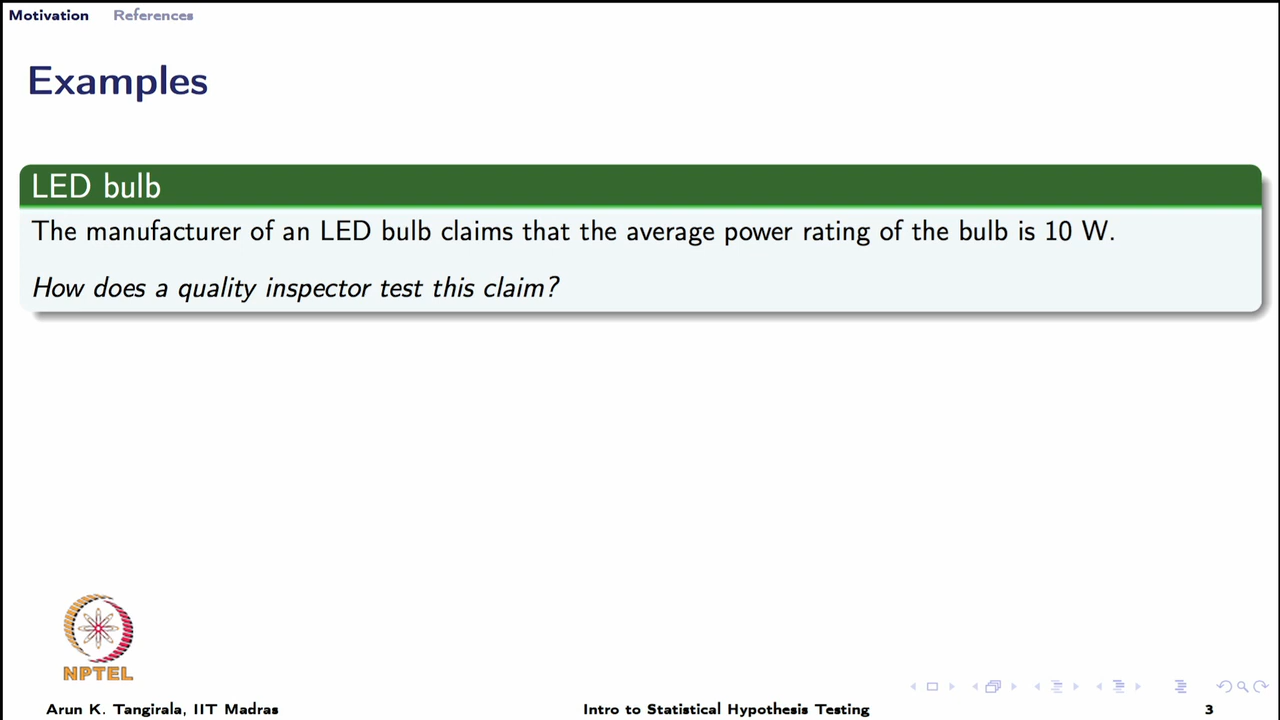 Motivation References
Examples
LED bulb
The manufacturer of an LED bulb claims that the average power rating of the bulb is 10 W.
How does a quality inspector test this claim?
NPTEL
Arun K. Tangirala, IIT Madras Intro to Statistical Hypothesis Testing 3